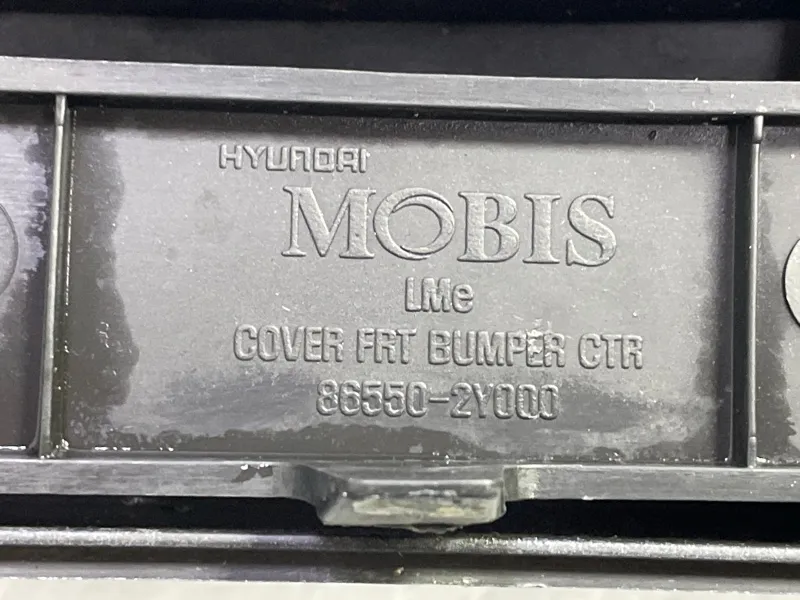 HYUNDAI
MOBIS
LMe
COVER FRT BUMPER CTR
86550-2Y000